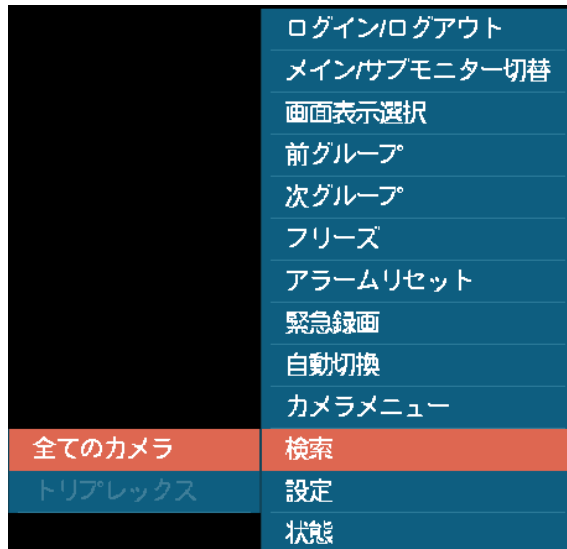 ログイン/ログアウト
メイン/サブモニター切替
画面表示選択
前グループ
次グループ
フリーズ
アラームリセット
緊急録画
自動切換
カメラメニュー
全てのカメラ 検索
トリプレックス 設定
状態